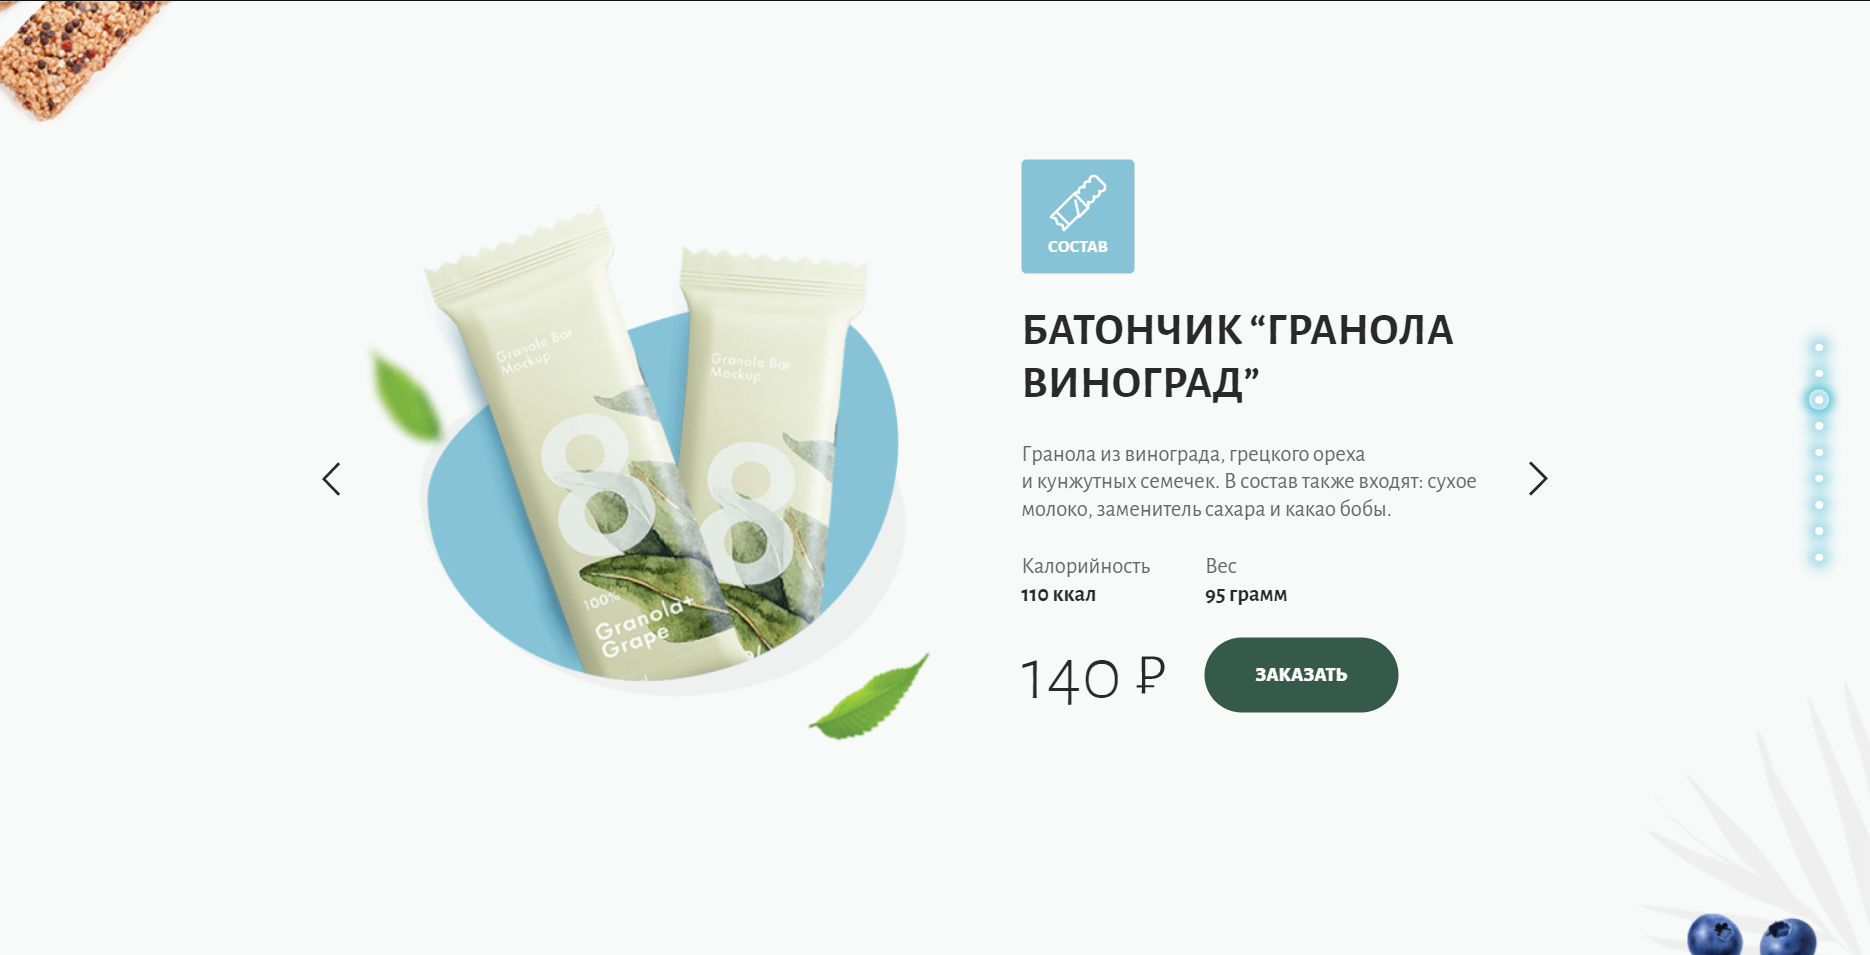 СОСТАВ
БАТОНЧИК “ГРАНОЛА
ВИНОГРАД”
Гранола из винограда, грецкого ореха
и кунжутных семечек. В состав также входят: сухое
молоко, заменитель сахара и какао бобы.
Калорийность Вес
110 ккал 95 грамм
140 ₽ ЗАКАЗАТЬ
Granola Bar
Mockup
8
100%
Granola+
Grape
Granola Bar
Mockup
8